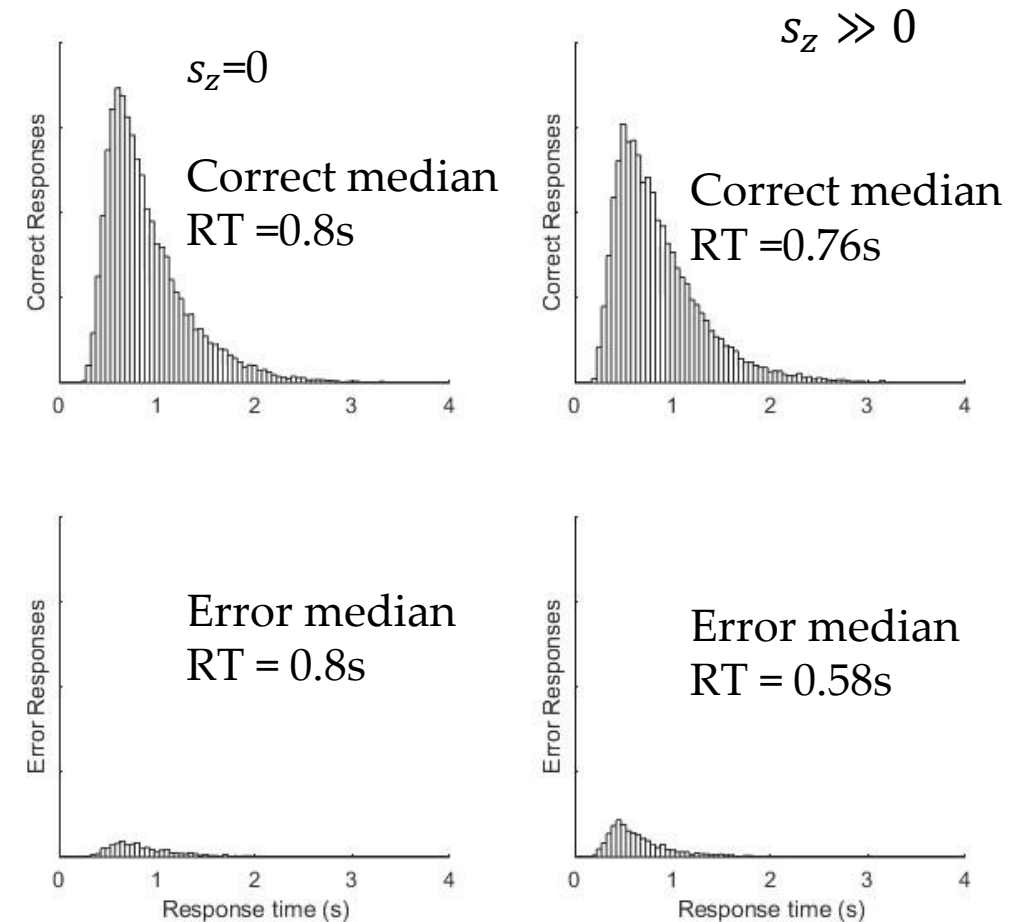 s_z=0
Correct Responses
Correct median
RT =0.8s
0 1 2 3 4
s_z ≫ 0
Correct Responses
Correct median
RT =0.76s
0 1 2 3 4
Error Responses
Error median
RT = 0.8s
0 1 2 3 4
Response time (s)
Error Responses
Error median
RT = 0.58s
0 1 2 3 4
Response time (s)